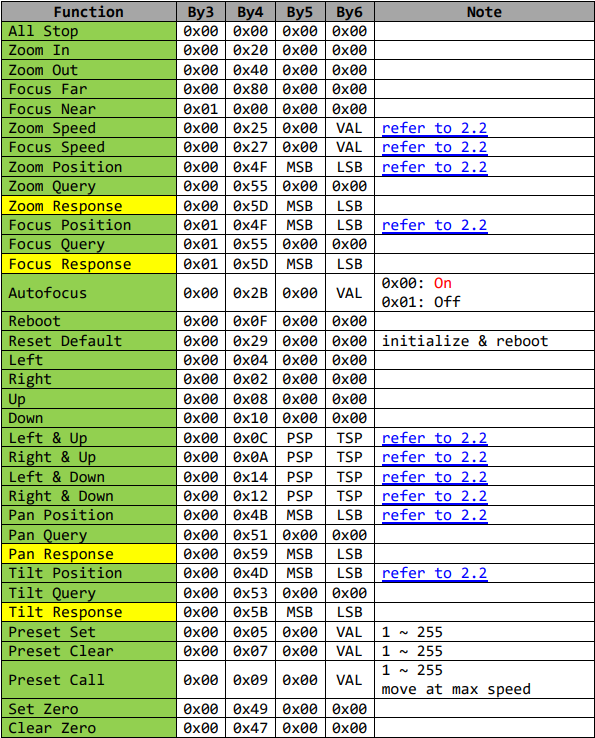 Function By3 By4 By5 By6 Note
All Stop 0x00 0x00 0x00 0x00
Zoom In 0x00 0x20 0x00 0x00
Zoom Out 0x00 0x40 0x00 0x00
Focus Far 0x00 0x80 0x00 0x00
Focus Near 0x01 0x00 0x00 0x00
Zoom Speed 0x00 0x25 0x00 VAL refer to 2.2
Focus Speed 0x00 0x27 0x00 VAL refer to 2.2
Zoom Position 0x00 0x4F MSB LSB refer to 2.2
Zoom Query 0x00 0x55 0x00 0x00
Zoom Response 0x00 0x5D MSB LSB
Focus Position 0x01 0x4F MSB LSB refer to 2.2
Focus Query 0x01 0x55 0x00 0x00
Focus Response 0x01 0x5D MSB LSB
Autofocus 0x00 0x2B 0x00 VAL 0x00: On
0x01: Off
Reboot 0x00 0x0F 0x00 0x00
Reset Default 0x00 0x29 0x00 0x00 initialize & reboot
Left 0x00 0x04 0x00 0x00
Right 0x00 0x02 0x00 0x00
Up 0x00 0x08 0x00 0x00
Down 0x00 0x10 0x00 0x00
Left & Up 0x00 0x0C PSP TSP refer to 2.2
Right & Up 0x00 0x0A PSP TSP refer to 2.2
Left & Down 0x00 0x14 PSP TSP refer to 2.2
Right & Down 0x00 0x12 PSP TSP refer to 2.2
Pan Position 0x00 0x4B MSB LSB refer to 2.2
Pan Query 0x00 0x51 0x00 0x00
Pan Response 0x00 0x59 MSB LSB
Tilt Position 0x00 0x4D MSB LSB refer to 2.2
Tilt Query 0x00 0x53 0x00 0x00
Tilt Response 0x00 0x5B MSB LSB
Preset Set 0x00 0x05 0x00 VAL 1 ~ 255
Preset Clear 0x00 0x07 0x00 VAL 1 ~ 255
Preset Call 0x00 0x09 0x00 VAL 1 ~ 255
move at max speed
Set Zero 0x00 0x49 0x00 0x00
Clear Zero 0x00 0x47 0x00 0x00